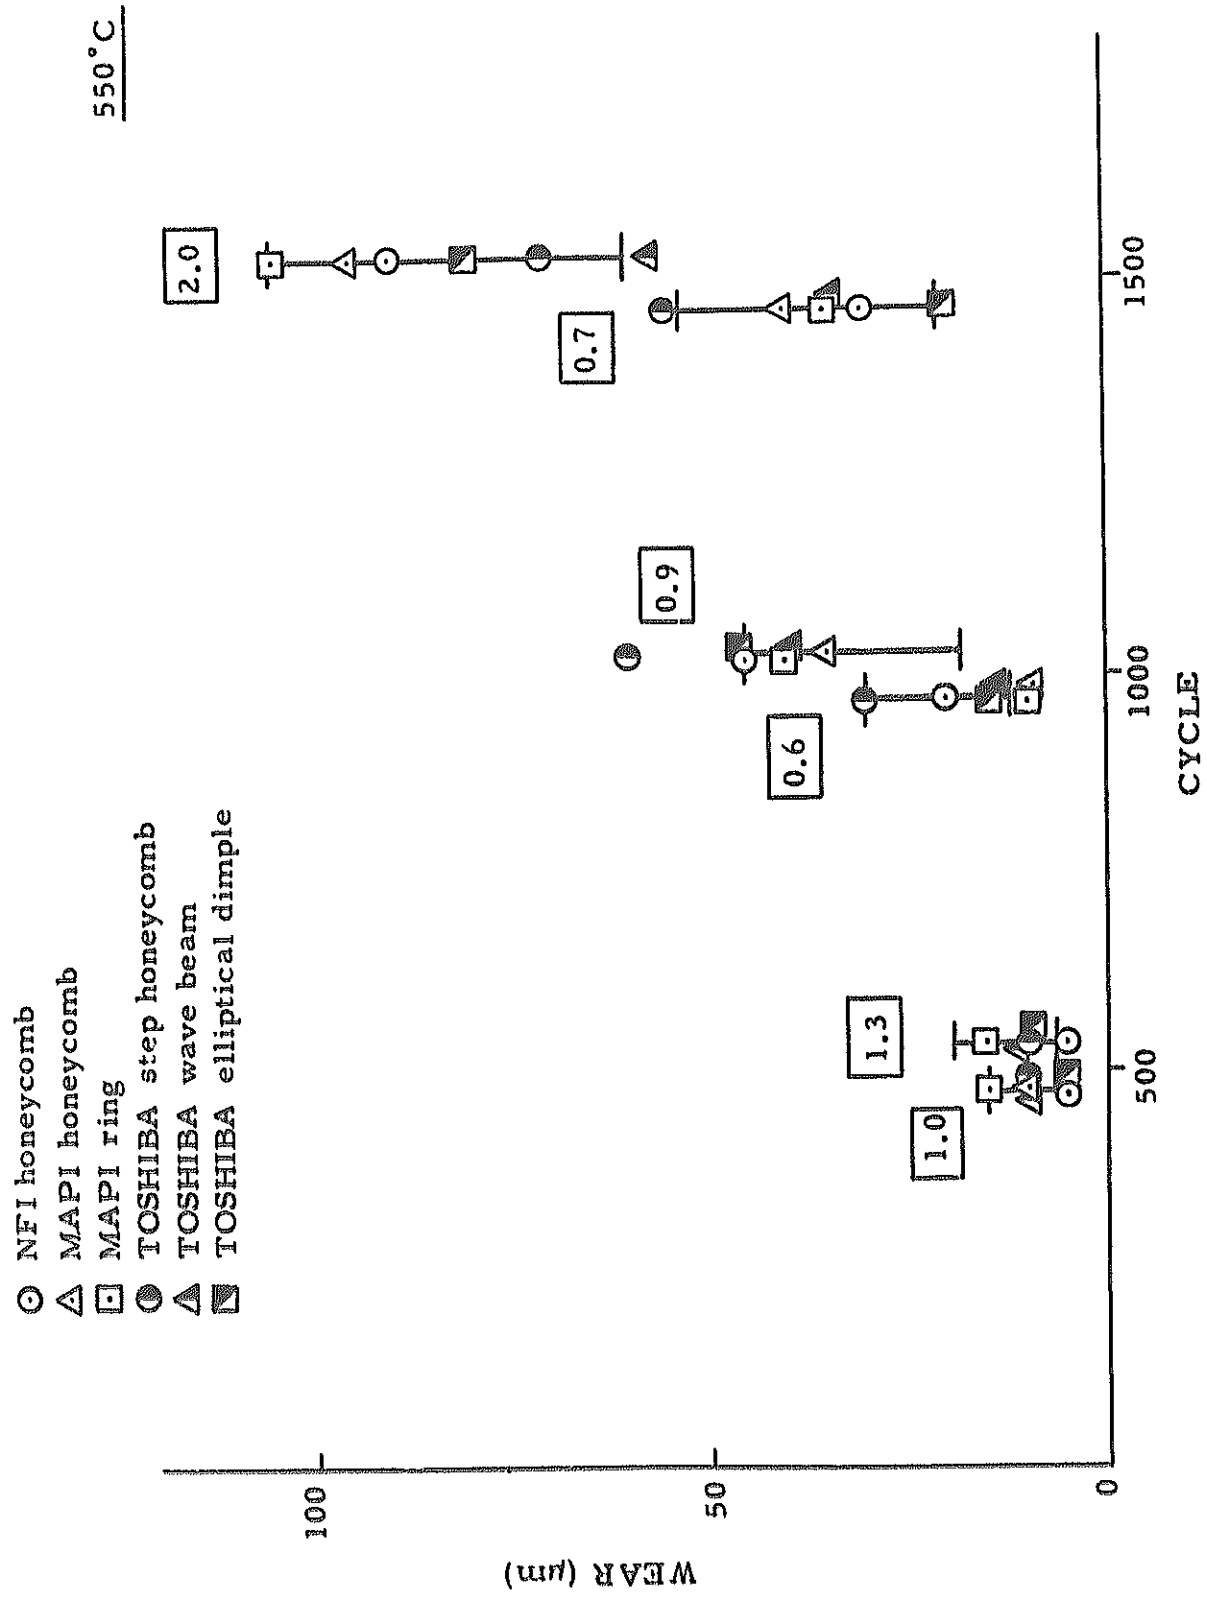 550°C
NFI honeycomb
MAPI honeycomb
MAPI ring
TOSHIBA step honeycomb
TOSHIBA wave beam
TOSHIBA elliptical dimple
2.0
0.7
0.9
0.6
1.3
1.0
100
50
0
WEAR (μm)
500
1000
1500
CYCLE